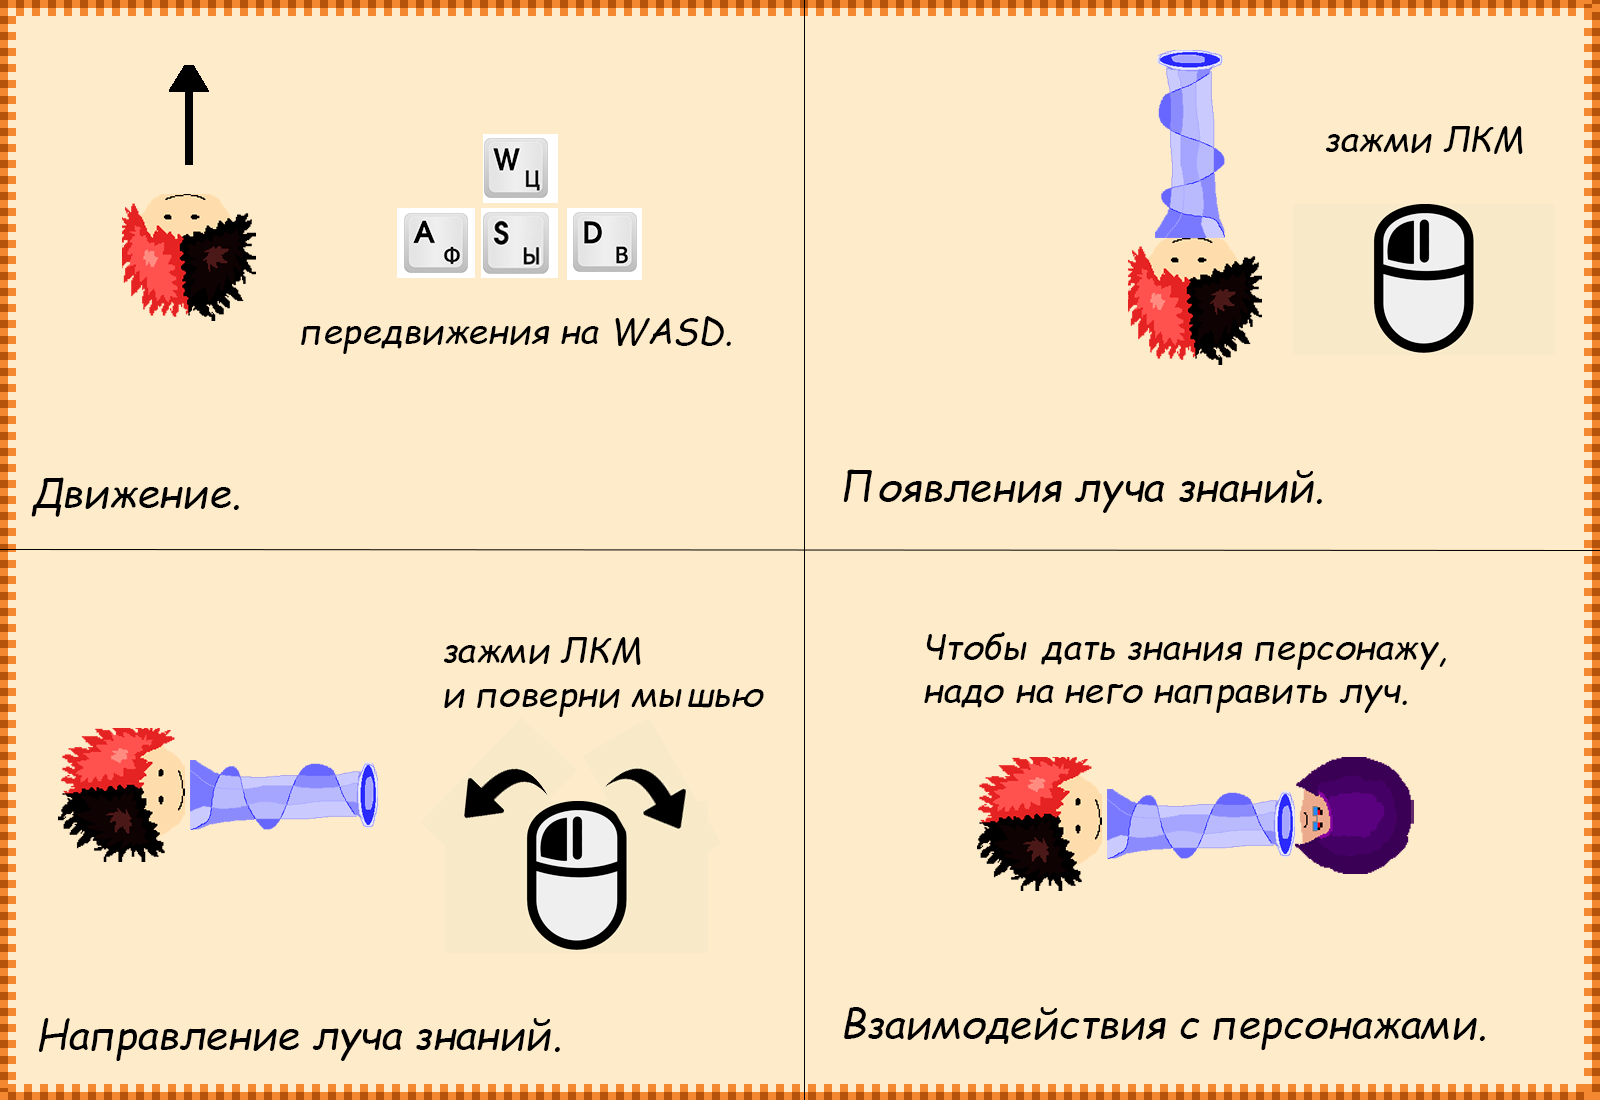 W
Ц
A
Ф
S
Ы
D
В
передвижения на WASD.
Движение.
зажми ЛКМ
Появления луча знаний.
зажми ЛКМ
и поверни мышью
Направление луча знаний.
Чтобы дать знания персонажу,
надо на него направить луч.
Взаимодействия с персонажами.